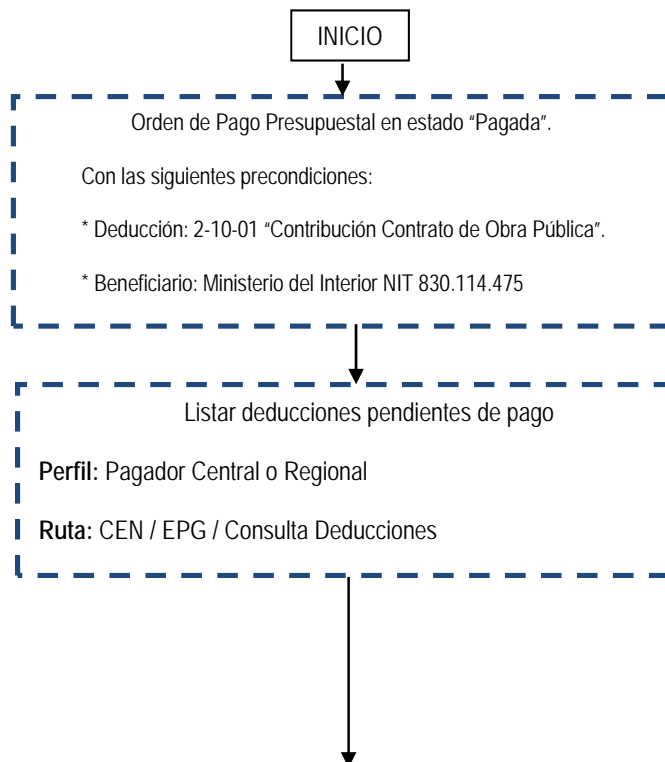 INICIO
Orden de Pago Presupuestal en estado “Pagada”.
Con las siguientes precondiciones:
* Deducción: 2-10-01 “Contribución Contrato de Obra Pública”.
* Beneficiario: Ministerio del Interior NIT 830.114.475
Listar deducciones pendientes de pago
Perfil: Pagador Central o Regional
Ruta: CEN / EPG / Consulta Deducciones